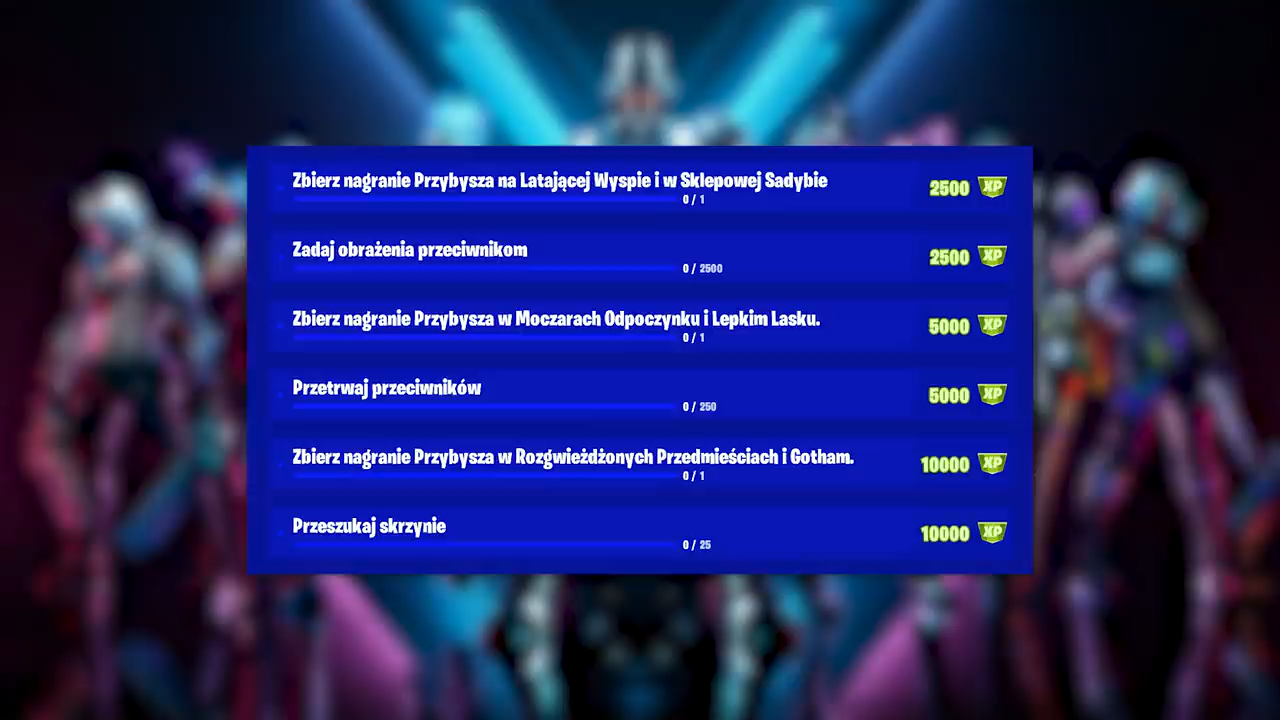 Zbierz nagranie Przybysza na Latającej Wyspie i w Sklepowej Sadybie
0 / 1
2500 XP
Zadaj obrażenia przeciwnikom
0 / 2500
2500 XP
Zbierz nagranie Przybysza w Moczarach Odpoczynku i Lepkim Lasku.
0 / 1
5000 XP
Przetrwaj przeciwników
0 / 250
5000 XP
Zbierz nagranie Przybysza w Rozgwieżdżonych Przedmieściach i Gotham.
0 / 1
10000 XP
Przeszukaj skrzynie
0 / 25
10000 XP